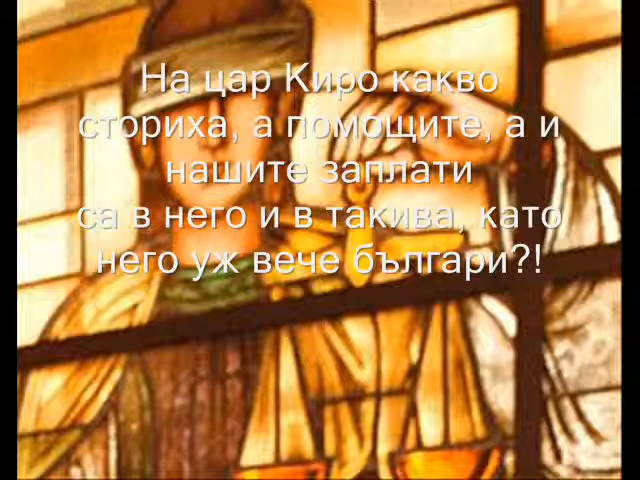 На цар Киро какво
сториха, а помощите, а и
нашите заплати
са в него и в такива, като
него уж вече българи?!